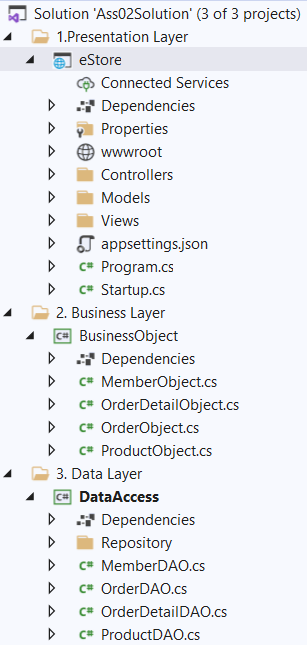 Solution 'Ass02Solution' (3 of 3 projects)
1.Presentation Layer
eStore
Connected Services
Dependencies
Properties
wwwroot
Controllers
Models
Views
appsettings.json
C# Program.cs
C# Startup.cs
2. Business Layer
C# BusinessObject
Dependencies
C# MemberObject.cs
C# OrderDetailObject.cs
C# OrderObject.cs
C# ProductObject.cs
3. Data Layer
C# DataAccess
Dependencies
Repository
C# MemberDAO.cs
C# OrderDAO.cs
C# OrderDetailDAO.cs
C# ProductDAO.cs